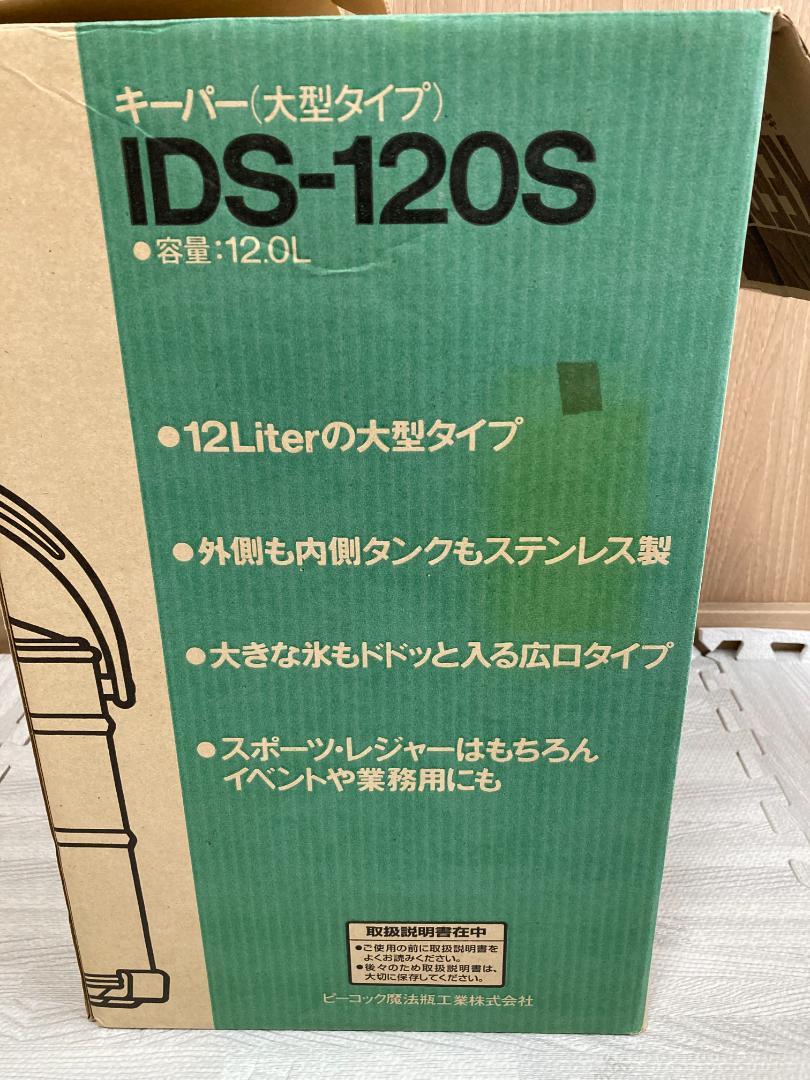 キーパー(大型タイプ)
IDS-120S
●容量:12.0L
●12Literの大型タイプ
●外側も内側タンクもステンレス製
●大きな氷もドドッと入る広口タイプ
●スポーツ・レジャーはもちろん
イベントや業務用にも
取扱説明書在中
●ご使用の前に取扱説明書を
よくお読みください。
●後々のため取扱説明書は、
大切に保存してください。
ピーコック魔法瓶工業株式会社